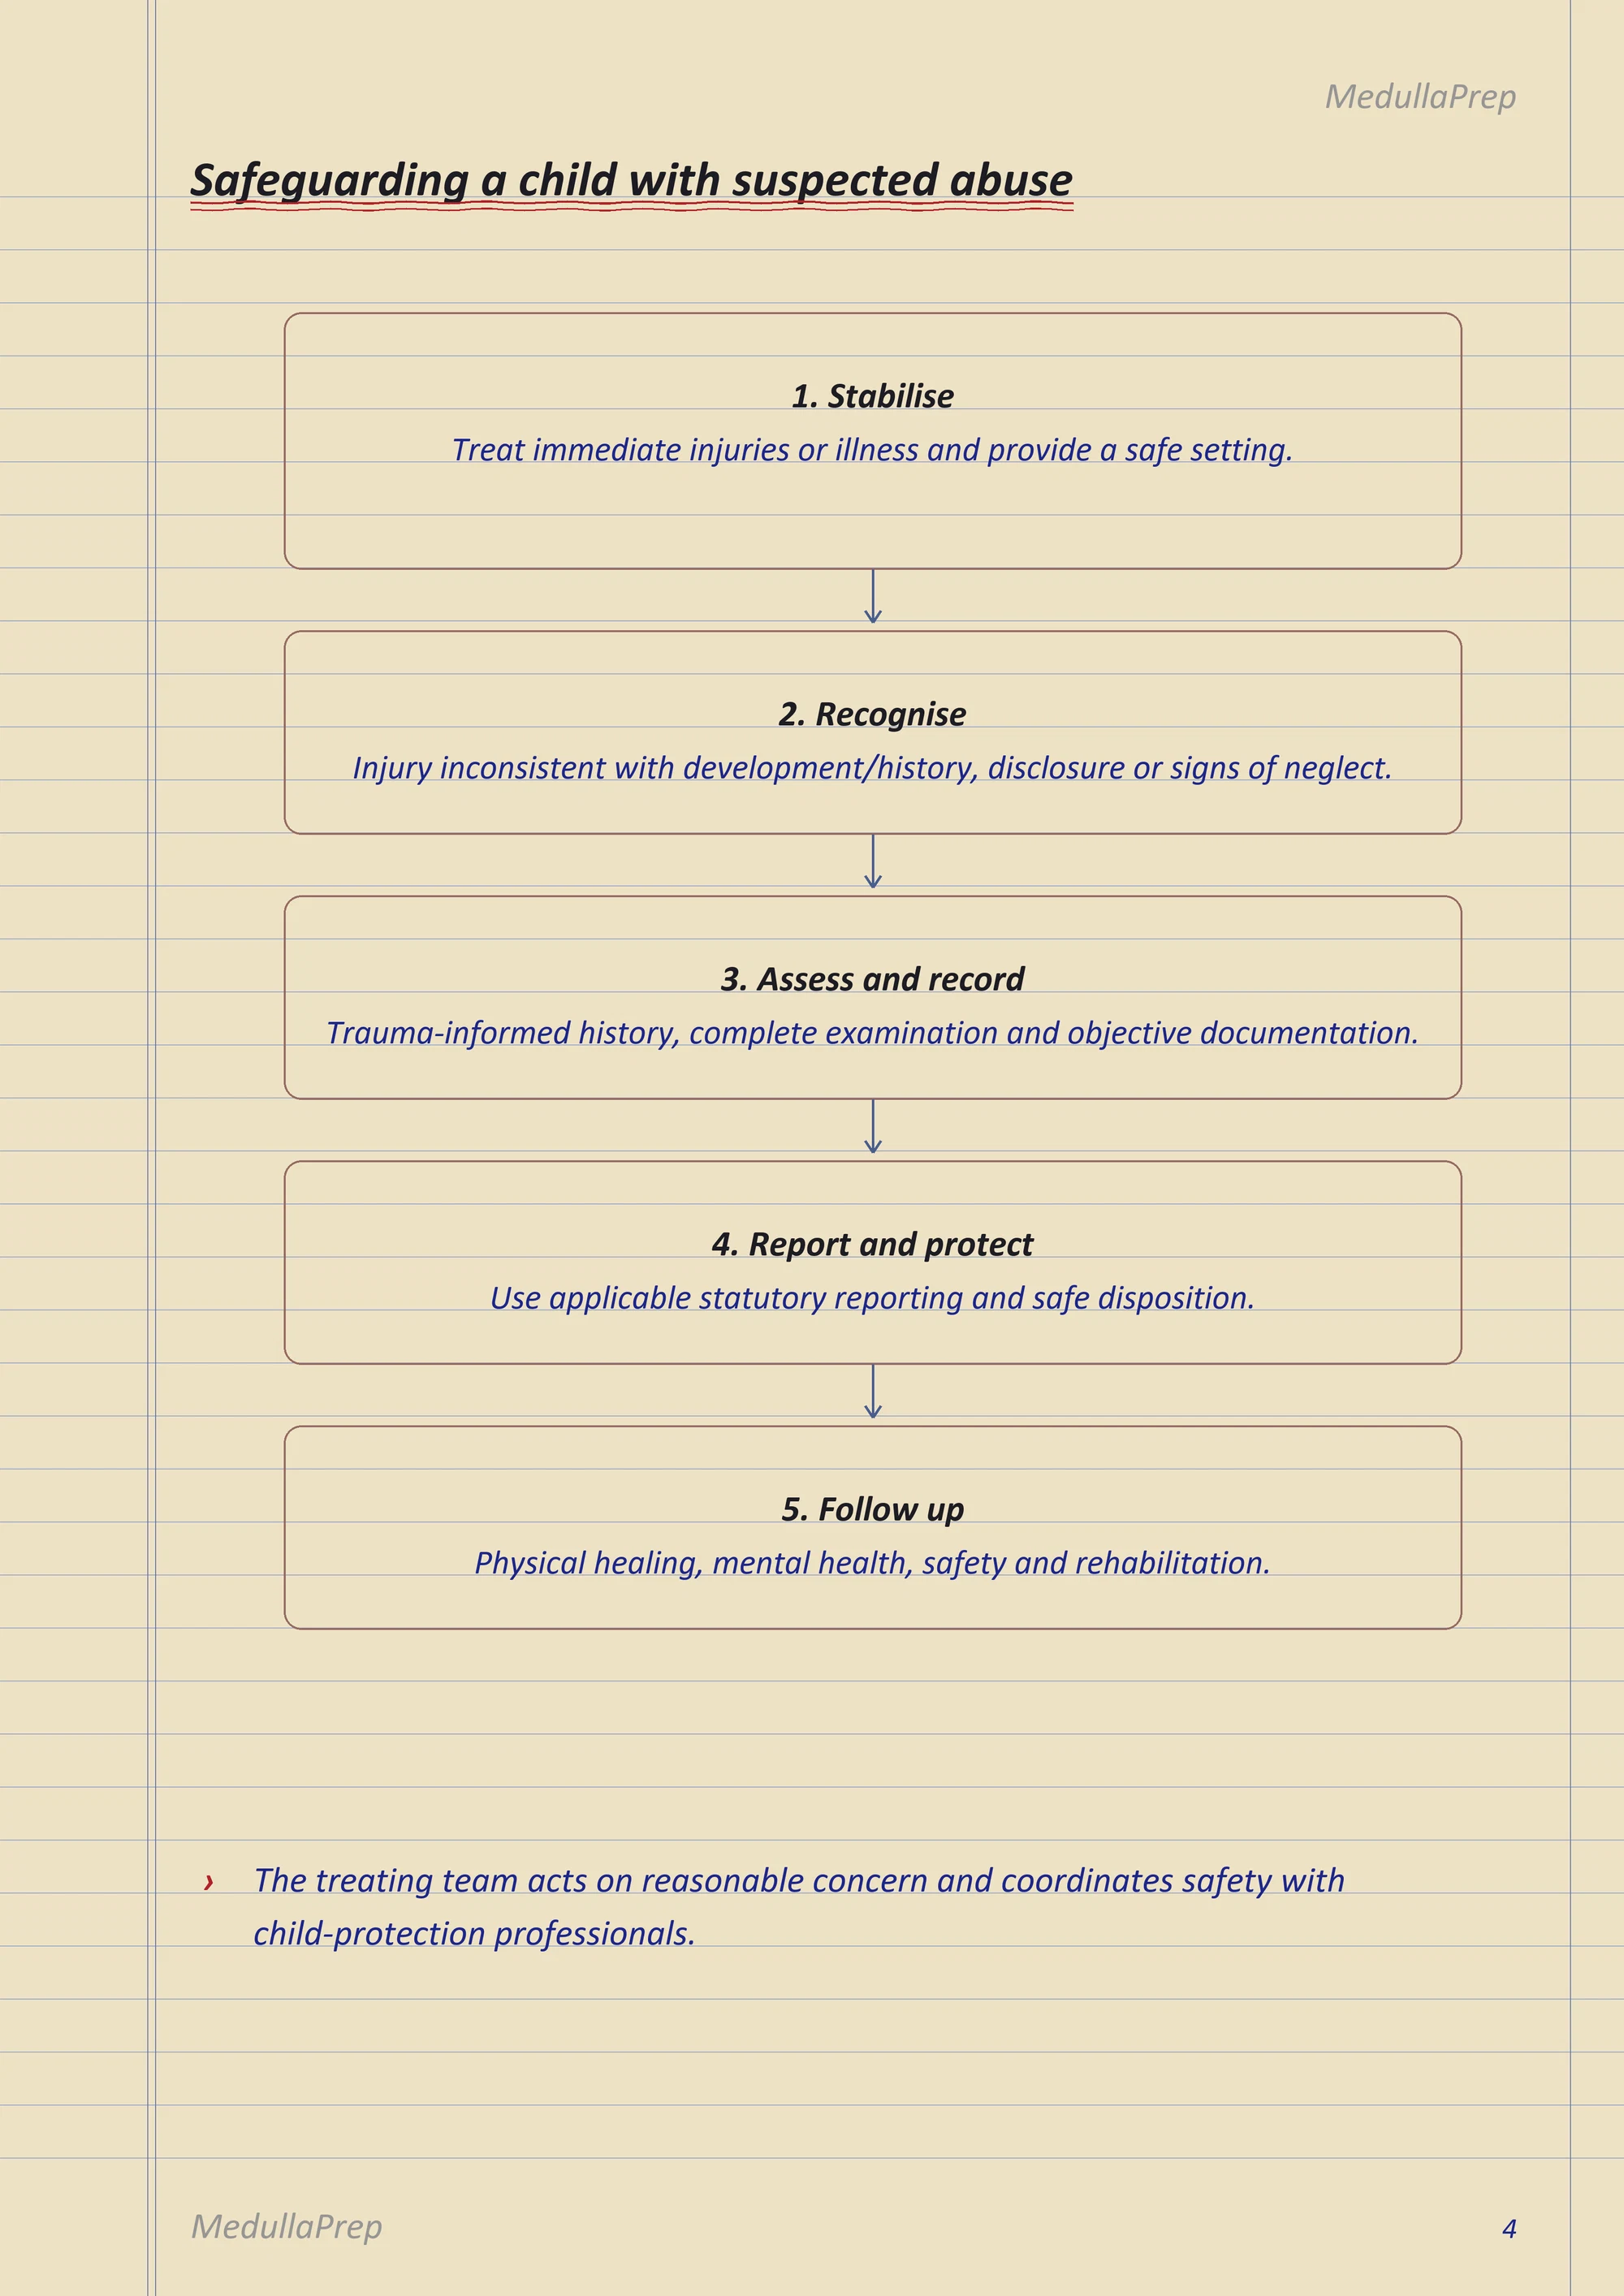 MedullaPrep
Safeguarding a child with suspected abuse
1. Stabilise
Treat immediate injuries or illness and provide a safe setting.
2. Recognise
Injury inconsistent with development/history, disclosure or signs of neglect.
3. Assess and record
Trauma-informed history, complete examination and objective documentation.
4. Report and protect
Use applicable statutory reporting and safe disposition.
5. Follow up
Physical healing, mental health, safety and rehabilitation.
› The treating team acts on reasonable concern and coordinates safety with
child-protection professionals.
MedullaPrep
4